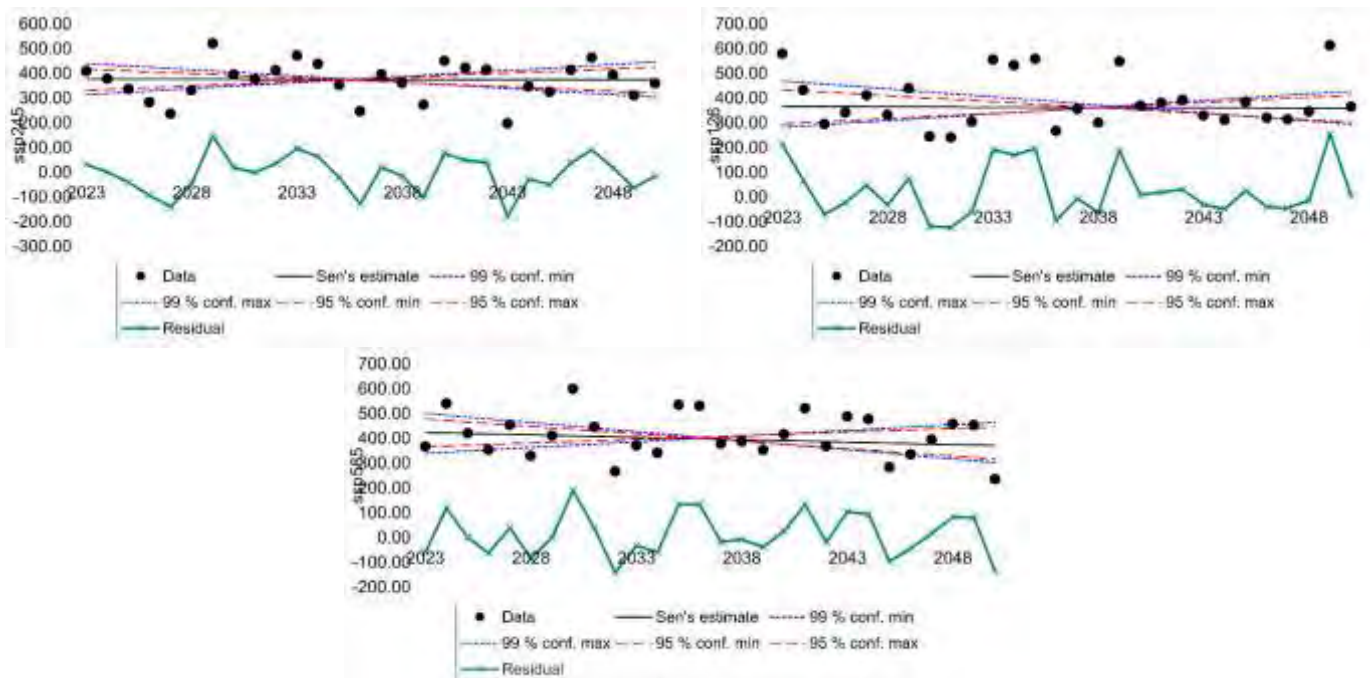 600.00
500.00
400.00
300.00
200.00
100.00
0.00
-100.00
-200.00
-300.00
ssp245
2023 2028 2033 2038 2043 2048
Data Sen's estimate 99 % conf. min
99 % conf. max 95 % conf. min 95 % conf. max
Residual
700.00
600.00
500.00
400.00
300.00
200.00
100.00
0.00
-100.00
-200.00
ssp126
2023 2028 2033 2038 2043 2048
Data Sen's estimate 99 % conf. min
99 % conf. max 95 % conf. min 95 % conf. max
Residual
700.00
600.00
500.00
400.00
300.00
200.00
100.00
0.00
-100.00
-200.00
ssp585
2023 2028 2033 2038 2043 2048
Data Sen's estimate 99 % conf. min
99 % conf. max 95 % conf. min 95 % conf. max
Residual